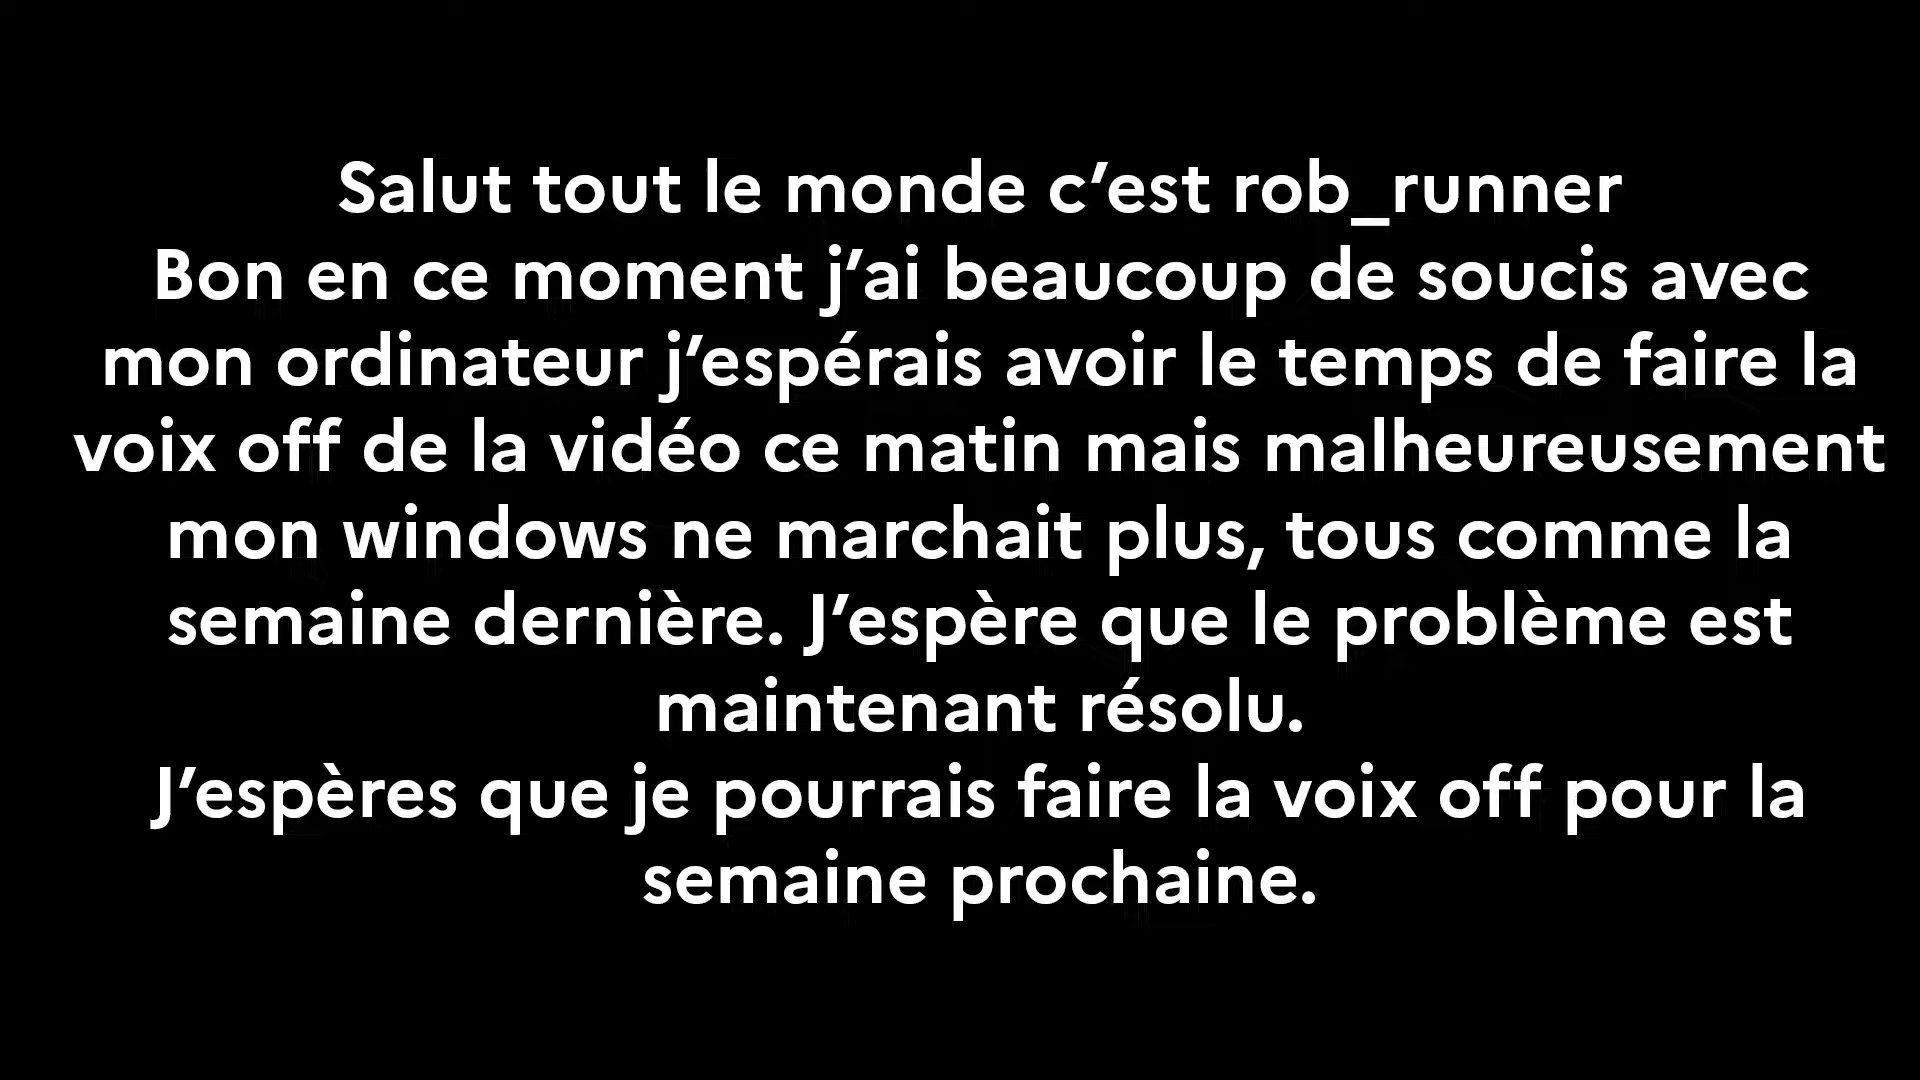 Salut tout le monde c’est rob_runner
Bon en ce moment j’ai beaucoup de soucis avec
mon ordinateur j’espérais avoir le temps de faire la
voix off de la vidéo ce matin mais malheureusement
mon windows ne marchait plus, tous comme la
semaine dernière. J’espère que le problème est
maintenant résolu.
J’espères que je pourrais faire la voix off pour la
semaine prochaine.